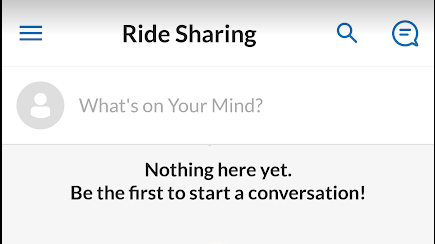 Ride Sharing
What's on Your Mind?
Nothing here yet.
Be the first to start a conversation!